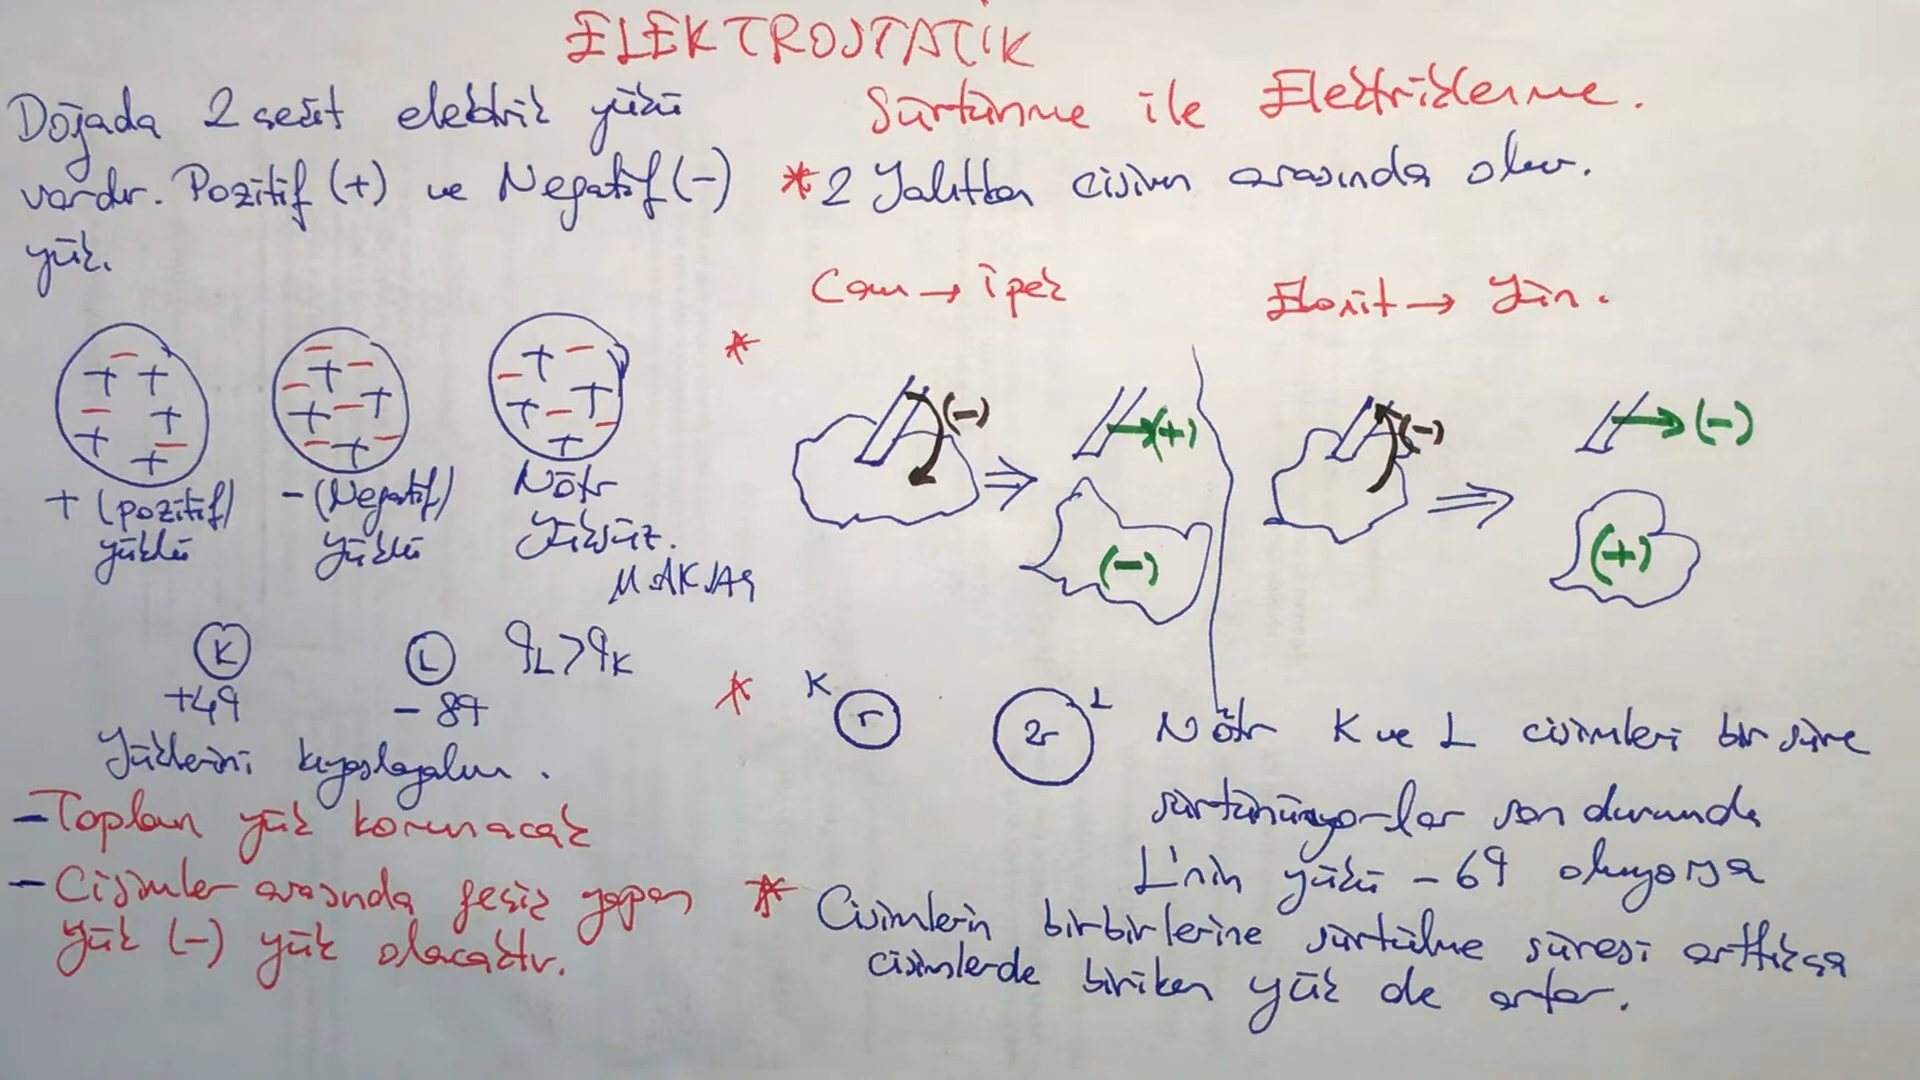 ELEKTROSTATİK
Doğada 2 çeşit elektrik yükü
vardır. Pozitif (+) ve Negatif (-)
yük.
+ (pozitif)
yüklü
- (Negatif)
yüklü
Nötr
Yüksüz.
K
+4q
L
- 8q
qL>qK
Yüklerini kıyaslayalım.
- Toplam yük korunacak
- Cisimler arasında geçiş yapan
yük (-) yük olacaktır.
Sürtünme ile Elektriklenme.
* 2 Yalıtkan cisim arasında olur.
Cam → ipek
Ebonit → Yün.
*
(-)
(+)
(-)
(-)
(-)
(+)
* K r 2r L Nötr K ve L cisimleri bir süre
sürtünüyorlar son durumda
L'nin yükü - 6q oluyorsa
* Cisimlerin birbirlerine sürtülme süresi arttıkça
cisimlerde biriken yük de artar.